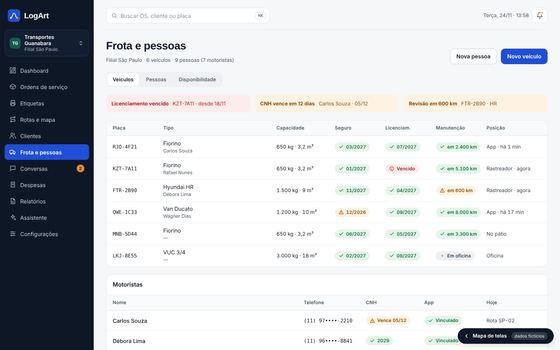 LogArt
Transportes
Guanabara
Filial São Paulo
TG
Dashboard
Ordens de serviço
Etiquetas
Rotas e mapa
Clientes
Frota e pessoas
Conversas
2
Despesas
Relatórios
Assistente
Configurações
Buscar OS, cliente ou placa
Terça, 24/11 · 13:58
Frota e pessoas
Filial São Paulo · 6 veículos · 9 pessoas (7 motoristas)
Nova pessoa
Novo veículo
Veículos Pessoas Disponibilidade
Licenciamento vencido KZT-7A11 · desde 18/11
CNH vence em 12 dias Carlos Souza · 05/12
Revisão em 600 km FTR-2B90 · HR
Placa Tipo Capacidade Seguro Licenciam. Manutenção Posição
RJO-4F21 Fiorino 650 kg · 3,2 m³ 03/2027 07/2027 em 2.400 km App · há 1 min
Carlos Souza
KZT-7A11 Fiorino 650 kg · 3,2 m³ 01/2027 Vencido em 5.100 km Rastreador · agora
Rafael Nunes
FTR-2B90 Hyundai HR 1.500 kg · 9 m³ 11/2027 04/2027 em 600 km Rastreador · agora
Débora Lima
QWE-1C33 Van Ducato 1.200 kg · 10 m³ 12/2026 09/2027 em 8.000 km App · há 17 min
Wagner Dias
MNB-5D44 Fiorino 650 kg · 3,2 m³ 06/2027 05/2027 em 3.300 km No pátio
—
LKJ-8E55 VUC 3/4 3.000 kg · 18 m³ 02/2027 08/2027 Em oficina Oficina
—
Motoristas
Nome Telefone CNH App Hoje
Carlos Souza (11) 97••••-2210 Vence 05/12 Vinculado Rota SP-02
Débora Lima (11) 96••••-8841 2029 Vinculado
Mapa de telas dados fictícios